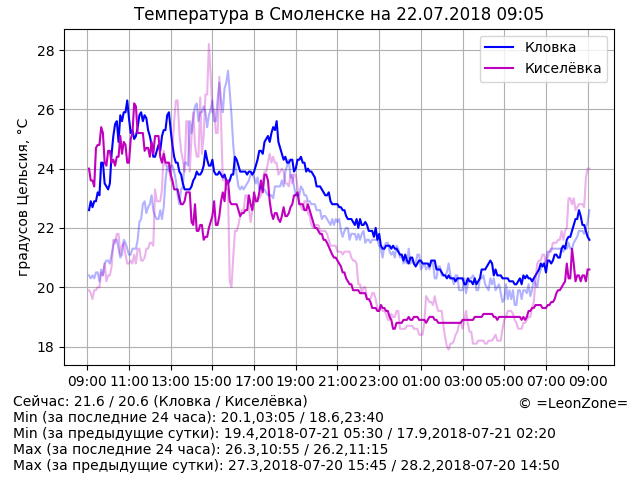 Температура в Смоленске на 22.07.2018 09:05
градусов Цельсия, °C
28
26
24
22
20
18
Кловка
Киселёвка
09:00 11:00 13:00 15:00 17:00 19:00 21:00 23:00 01:00 03:00 05:00 07:00 09:00
Сейчас: 21.6 / 20.6 (Кловка / Киселёвка)
© =LeonZone=
Min (за последние 24 часа): 20.1,03:05 / 18.6,23:40
Min (за предыдущие сутки): 19.4,2018-07-21 05:30 / 17.9,2018-07-21 02:20
Max (за последние 24 часа): 26.3,10:55 / 26.2,11:15
Max (за предыдущие сутки): 27.3,2018-07-20 15:45 / 28.2,2018-07-20 14:50